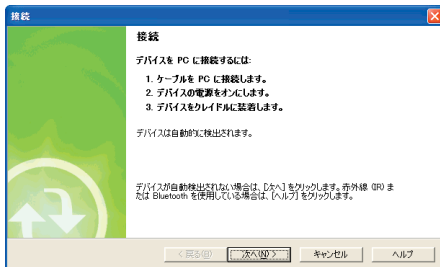 接続
接続
デバイスを PC に接続するには:
1. ケーブルを PC に接続します。
2. デバイスの電源をオンにします。
3. デバイスをクレイドルに装着します。
デバイスは自動的に検出されます。
デバイスが自動検出されない場合は、[次へ] をクリックします。赤外線 (IR) ま
たは Bluetooth を使用している場合は、[ヘルプ] をクリックします。
< 戻る(B) 次へ(N) > キャンセル ヘルプ